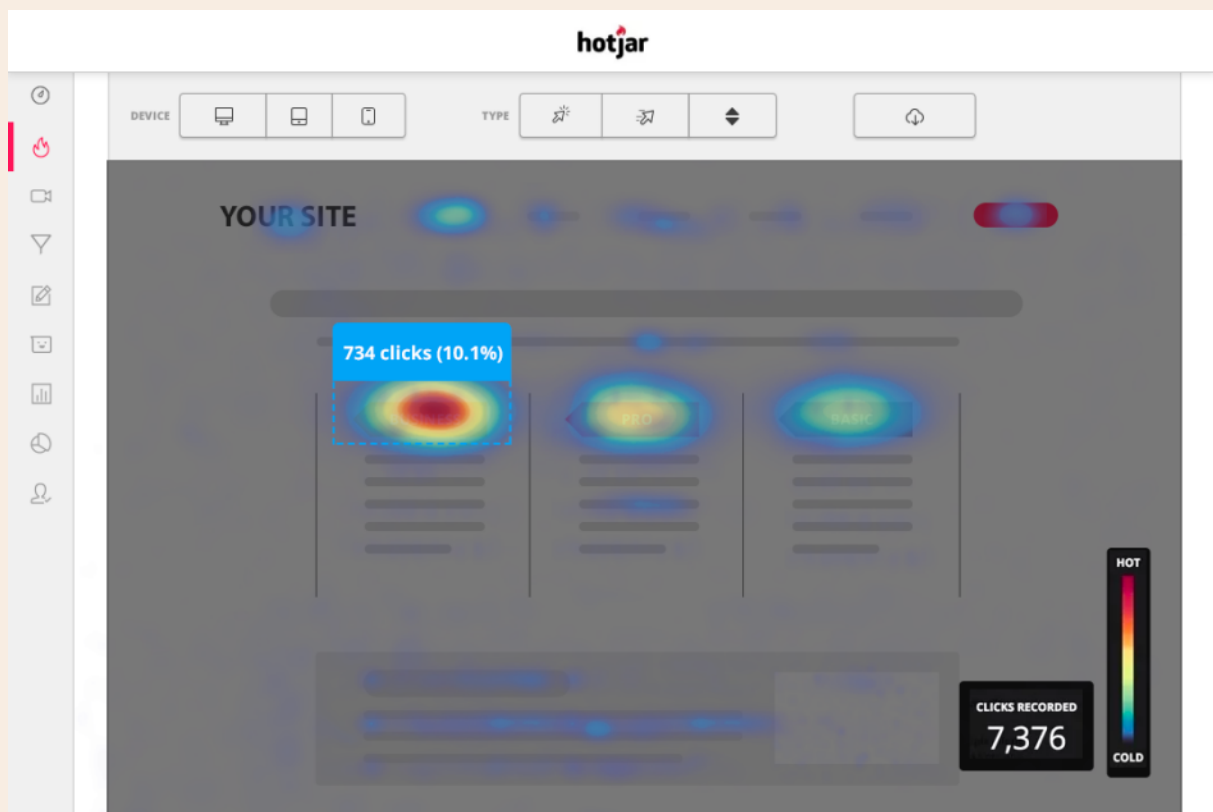 hotjar
DEVICE
TYPE
YOUR SITE
734 clicks (10.1%)
PRO
BASIC
HOT
CLICKS RECORDED
7,376
COLD